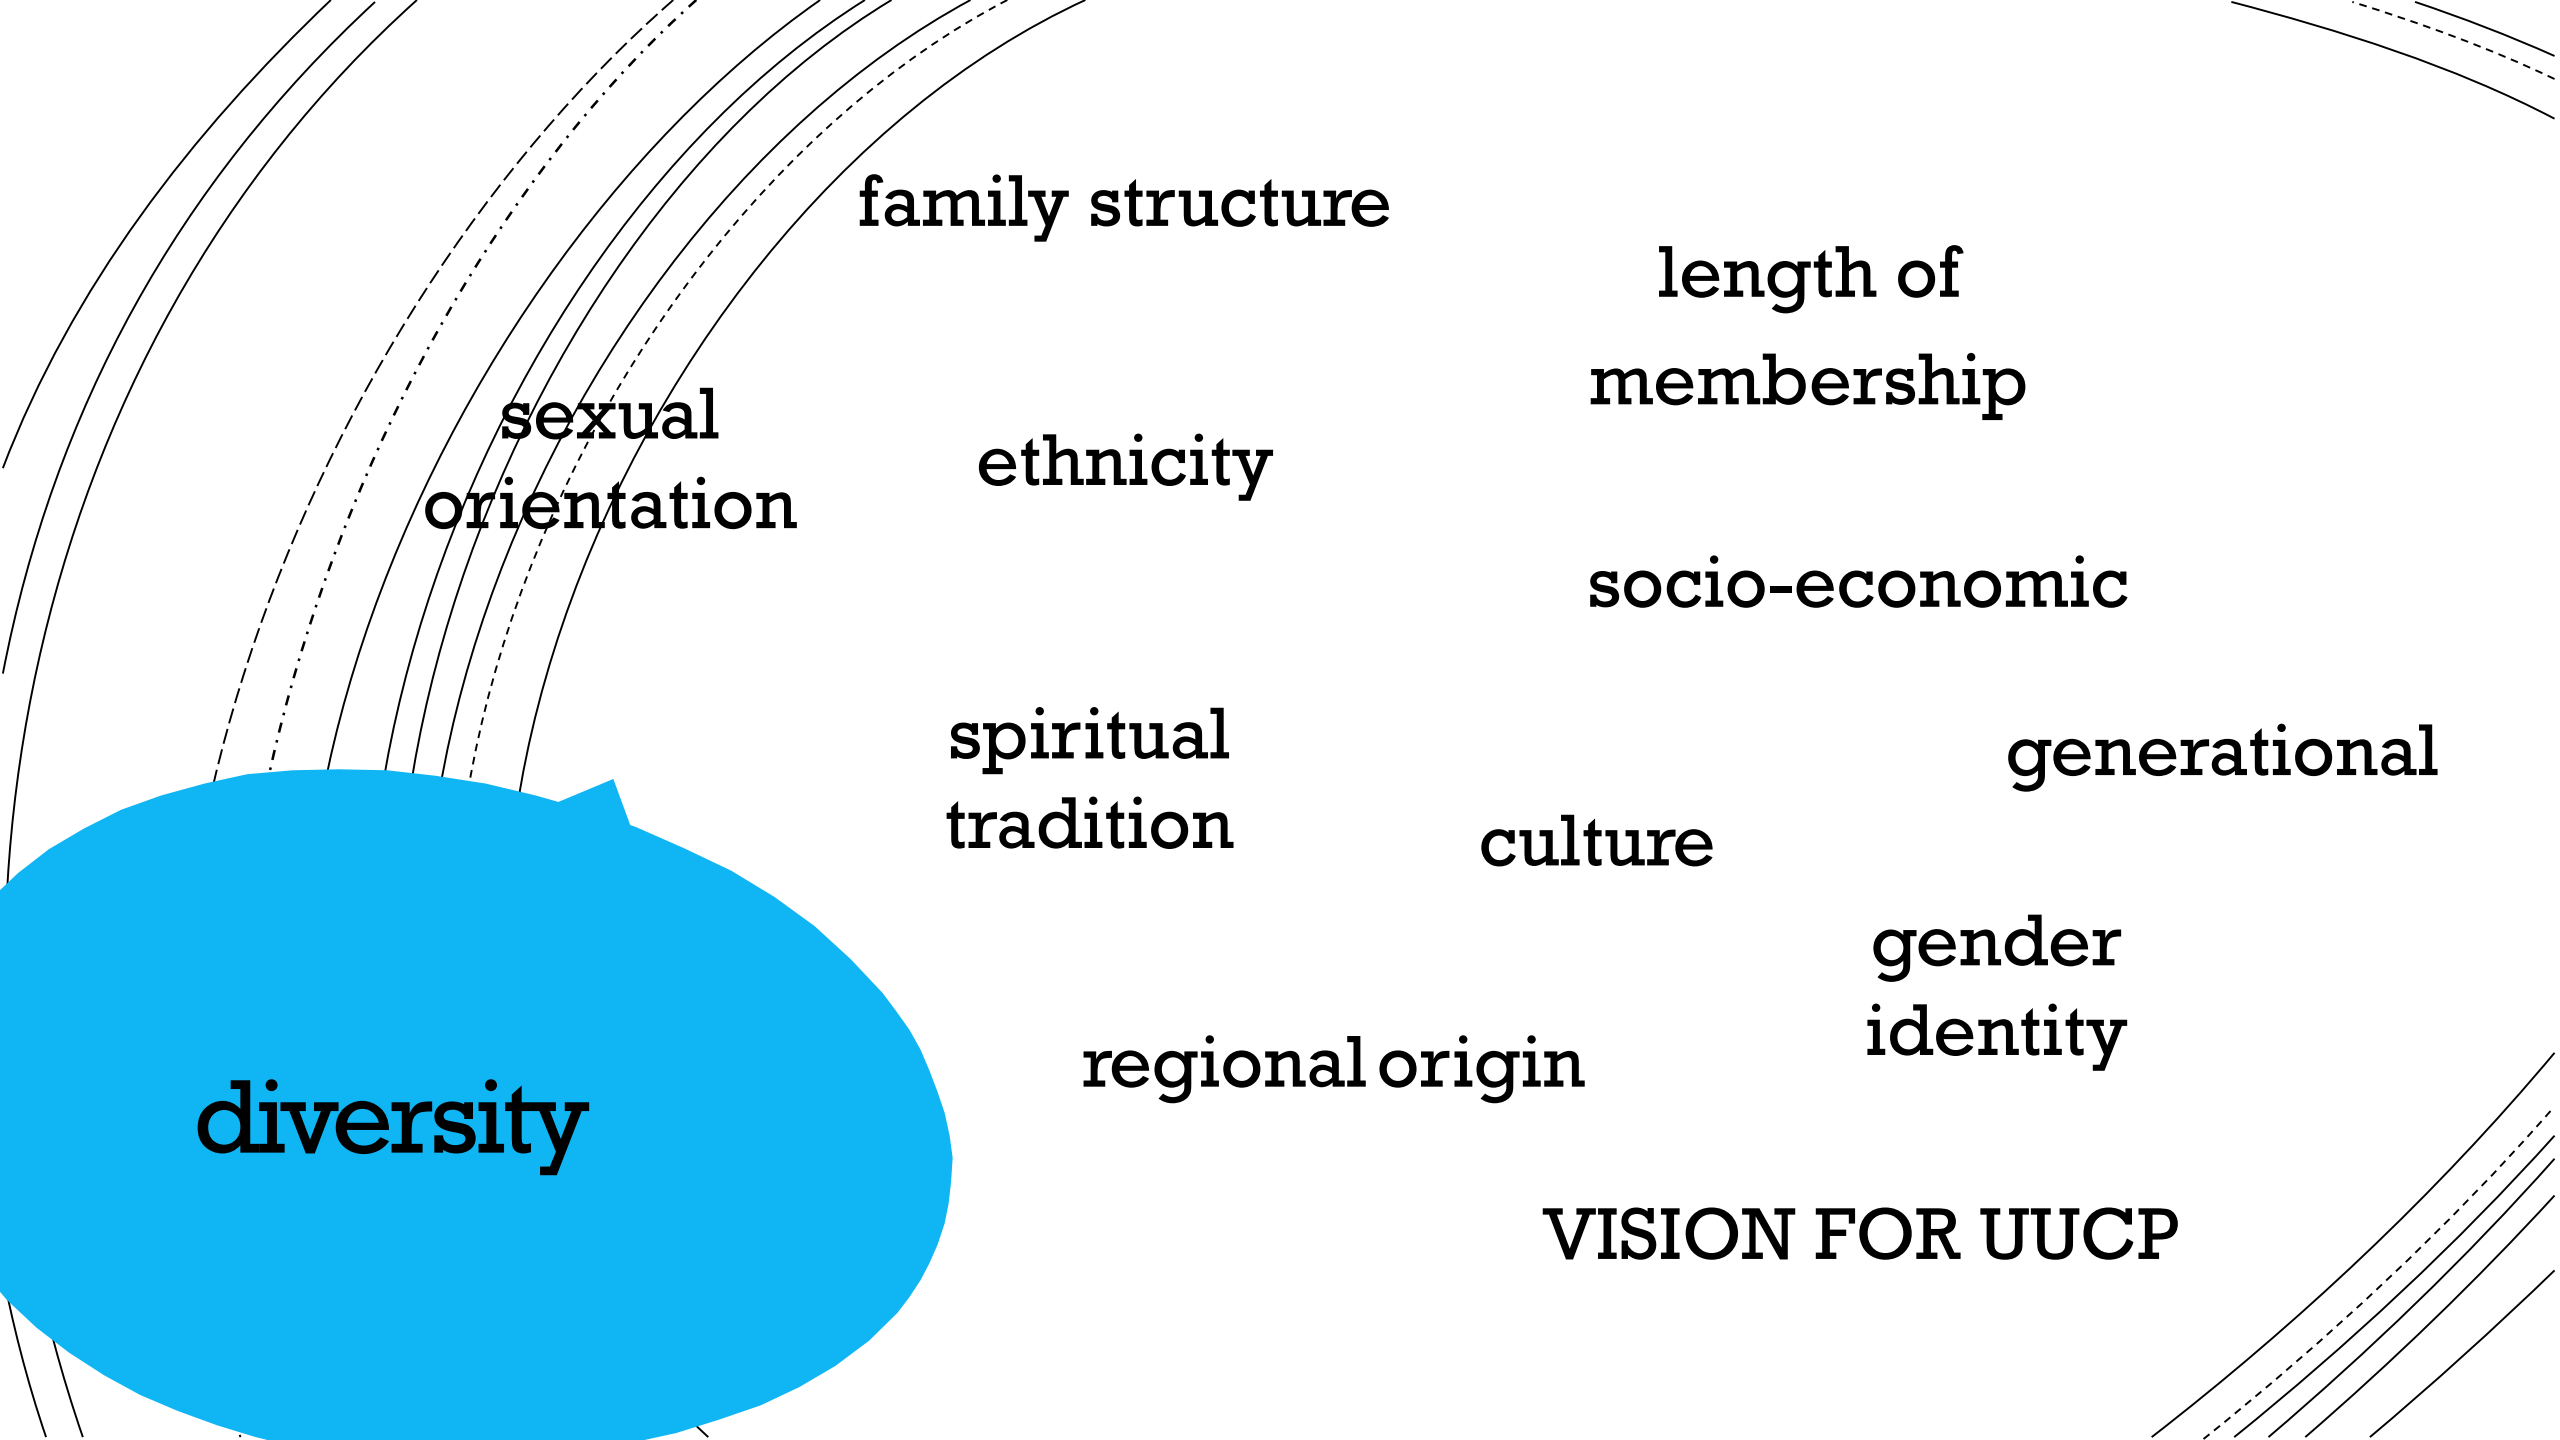 family structure
length of
membership
sexual
orientation
ethnicity
socio-economic
spiritual
tradition
generational
culture
gender
identity
regional origin
diversity
VISION FOR UUCP